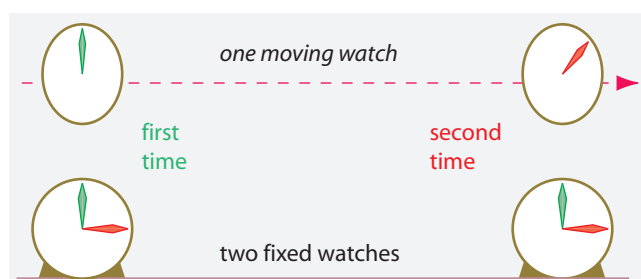 one moving watch
first
time
second
time
two fixed watches